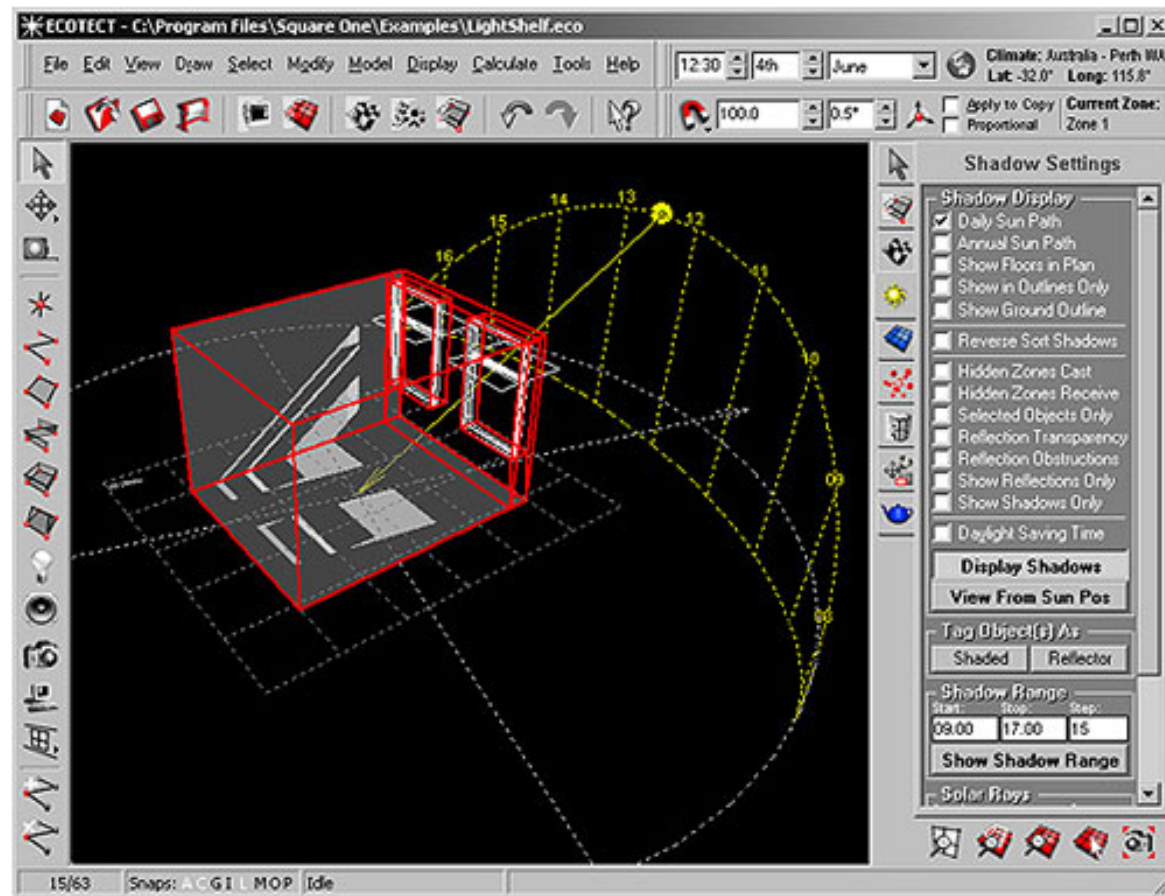 ECOTECT - C:\Program Files\Square One\Examples\LightShelf.eco
File Edit View Draw Select Modify Model Display Calculate Tools Help
12:30 4th June
Climate: Australia - Perth WA
Lat: -32.0° Long: 115.8°
100.0 0.5°
Apply to Copy
Proportional
Current Zone:
Zone 1
Shadow Settings
Shadow Display
Daily Sun Path
Annual Sun Path
Show Floors in Plan
Show in Outlines Only
Show Ground Outline
Reverse Sort Shadows
Hidden Zones Cast
Hidden Zones Receive
Selected Objects Only
Reflection Transparency
Reflection Obstructions
Show Reflections Only
Show Shadows Only
Daylight Saving Time
Display Shadows
View From Sun Pos
Tag Object(s) As
Shaded Reflector
Shadow Range
Start: Stop: Step:
09.00 17.00 15
Show Shadow Range
Solar Rays
16
15
14
13
12
11
10
09
08
15/63 Snaps: A C G I L M O P Idle